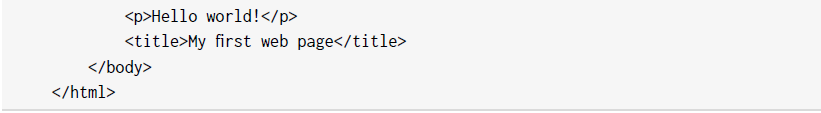 <p>Hello world!</p>
<title>My first web page</title>
</body>
</html>